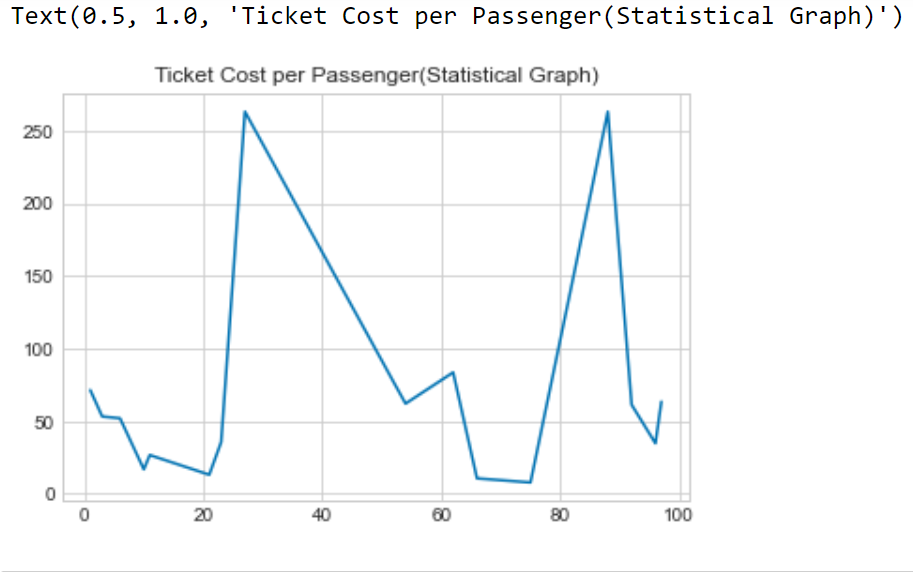 Text(0.5, 1.0, 'Ticket Cost per Passenger(Statistical Graph)')
Ticket Cost per Passenger(Statistical Graph)
250
200
150
100
50
0
0 20 40 60 80 100